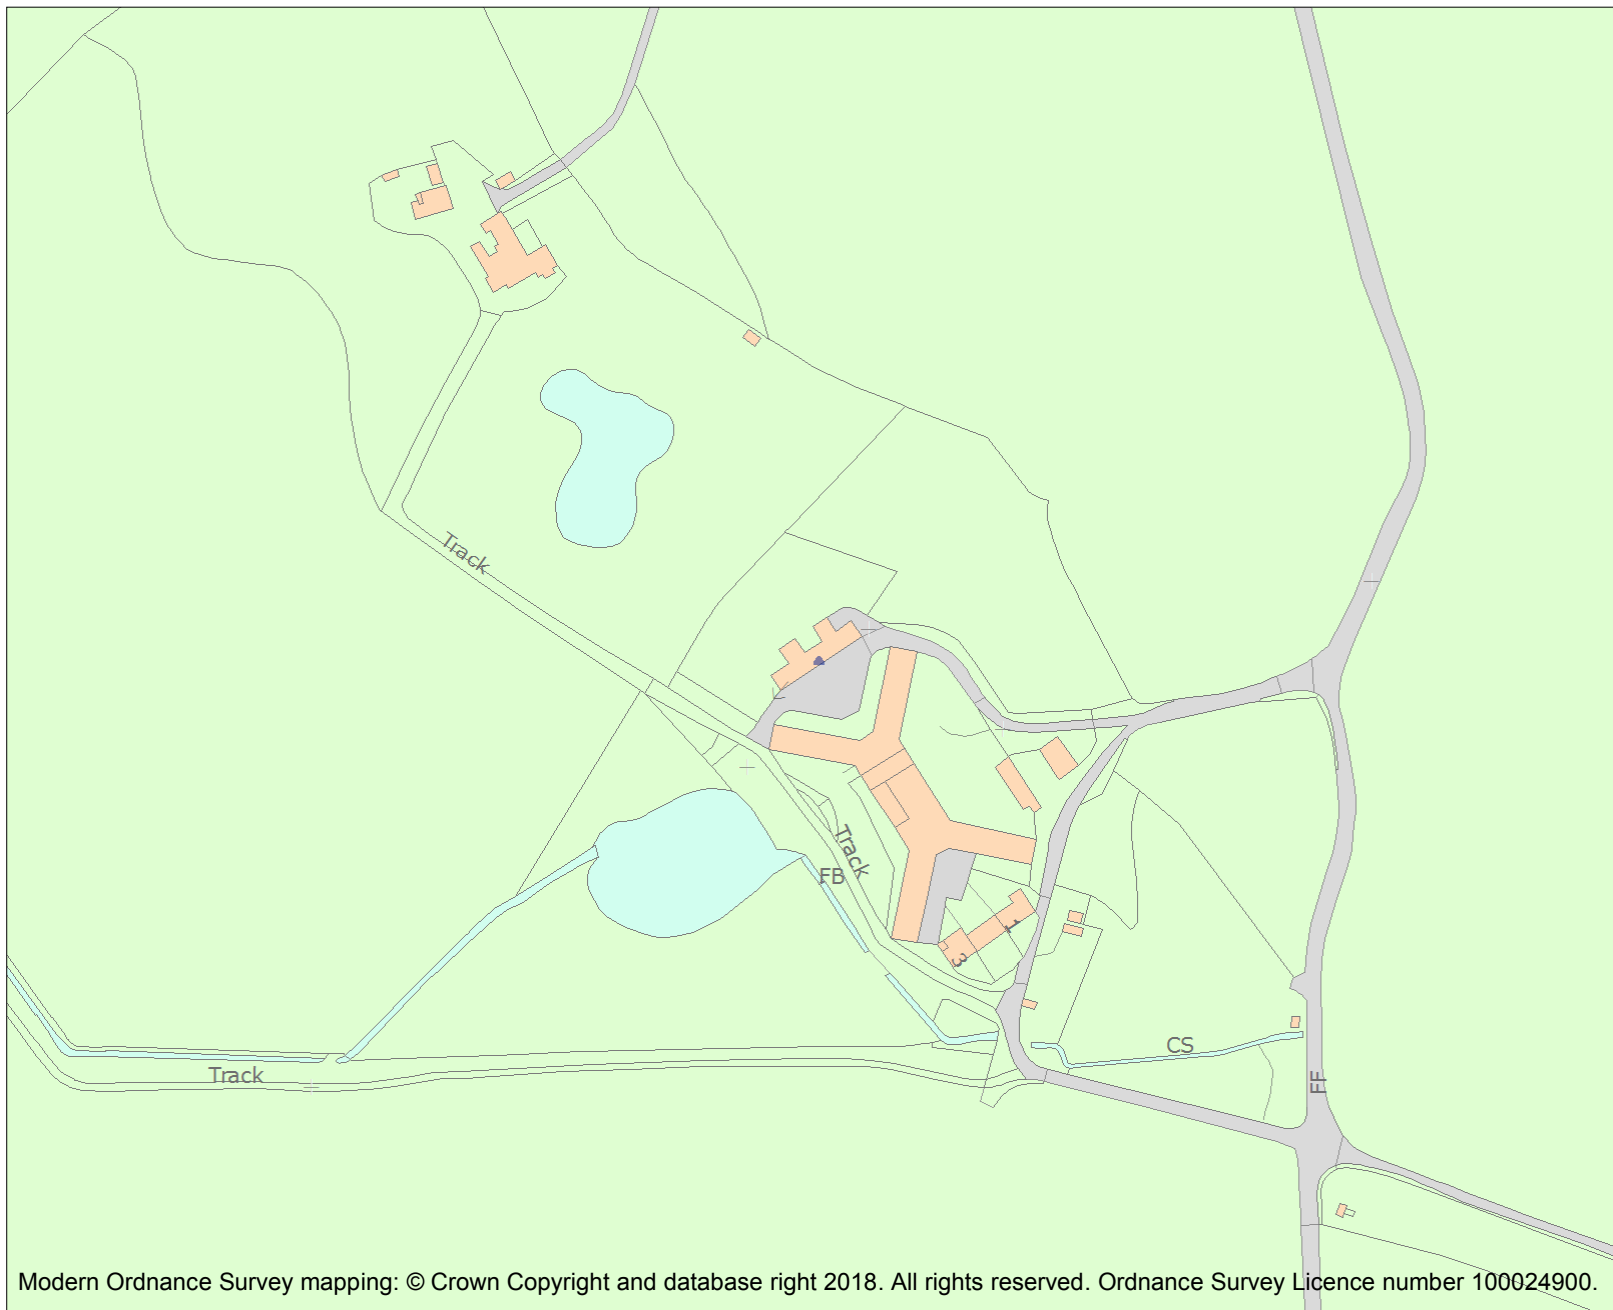 Track
Track
FB
1
3
CS
Track
FF
Modern Ordnance Survey mapping: © Crown Copyright and database right 2018. All rights reserved. Ordnance Survey Licence number 100024900.